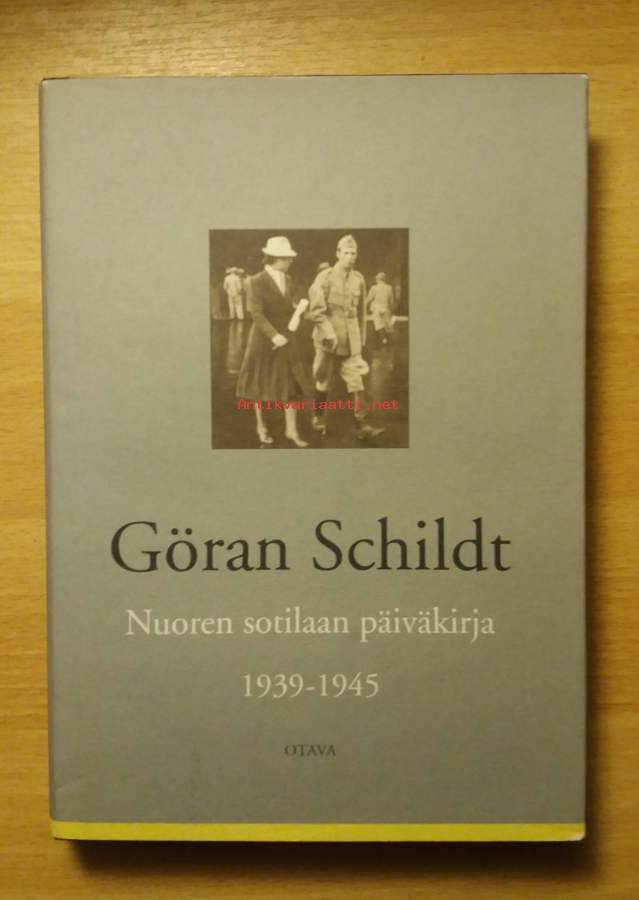 Antikvariaatti.net
Göran Schildt
Nuoren sotilaan päiväkirja
1939-1945
OTAVA